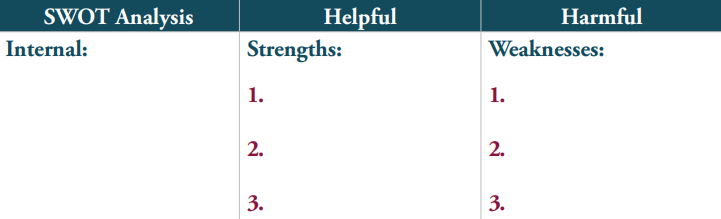 SWOT Analysis Helpful Harmful
Internal: Strengths: Weaknesses:
1. 1.
2. 2.
3. 3.